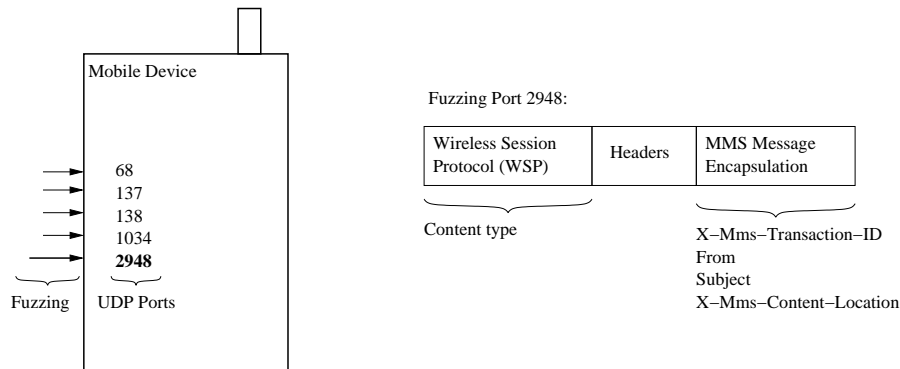 Mobile Device
68
137
138
1034
2948
Fuzzing
UDP Ports
Fuzzing Port 2948:
Wireless Session
Protocol (WSP)
Headers
MMS Message
Encapsulation
Content type
X−Mms−Transaction−ID
From
Subject
X−Mms−Content−Location